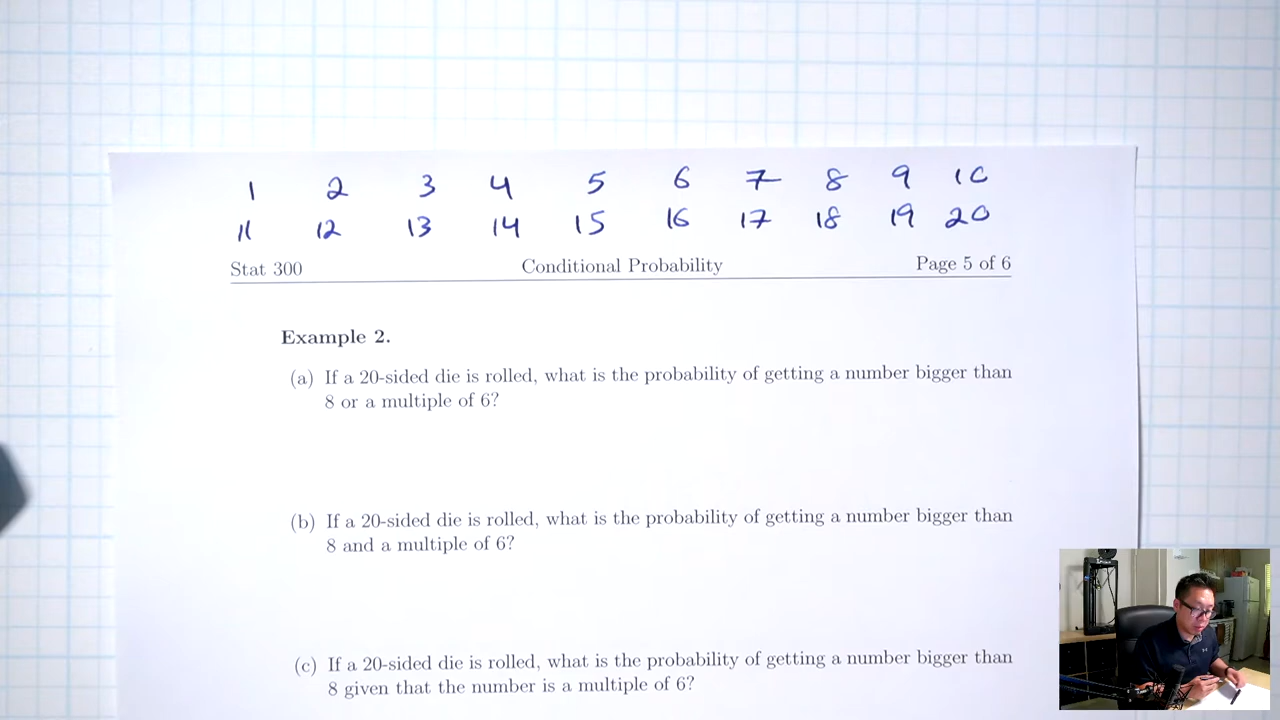 1 2 3 4 5 6 7 8 9 10
11 12 13 14 15 16 17 18 19 20
Stat 300 Conditional Probability Page 5 of 6
Example 2.
(a) If a 20-sided die is rolled, what is the probability of getting a number bigger than
8 or a multiple of 6?
(b) If a 20-sided die is rolled, what is the probability of getting a number bigger than
8 and a multiple of 6?
(c) If a 20-sided die is rolled, what is the probability of getting a number bigger than
8 given that the number is a multiple of 6?